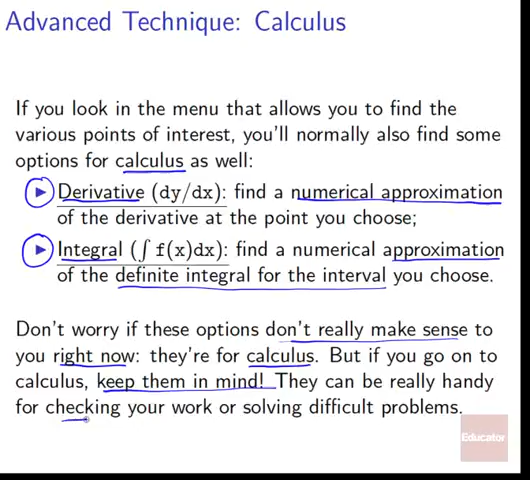 Advanced Technique: Calculus
If you look in the menu that allows you to find the
various points of interest, you'll normally also find some
options for calculus as well:
Derivative (dy/dx): find a numerical approximation
of the derivative at the point you choose;
Integral (∫ f(x)dx): find a numerical approximation
of the definite integral for the interval you choose.
Don't worry if these options don't really make sense to
you right now: they're for calculus. But if you go on to
calculus, keep them in mind! They can be really handy
for checking your work or solving difficult problems.
Educator